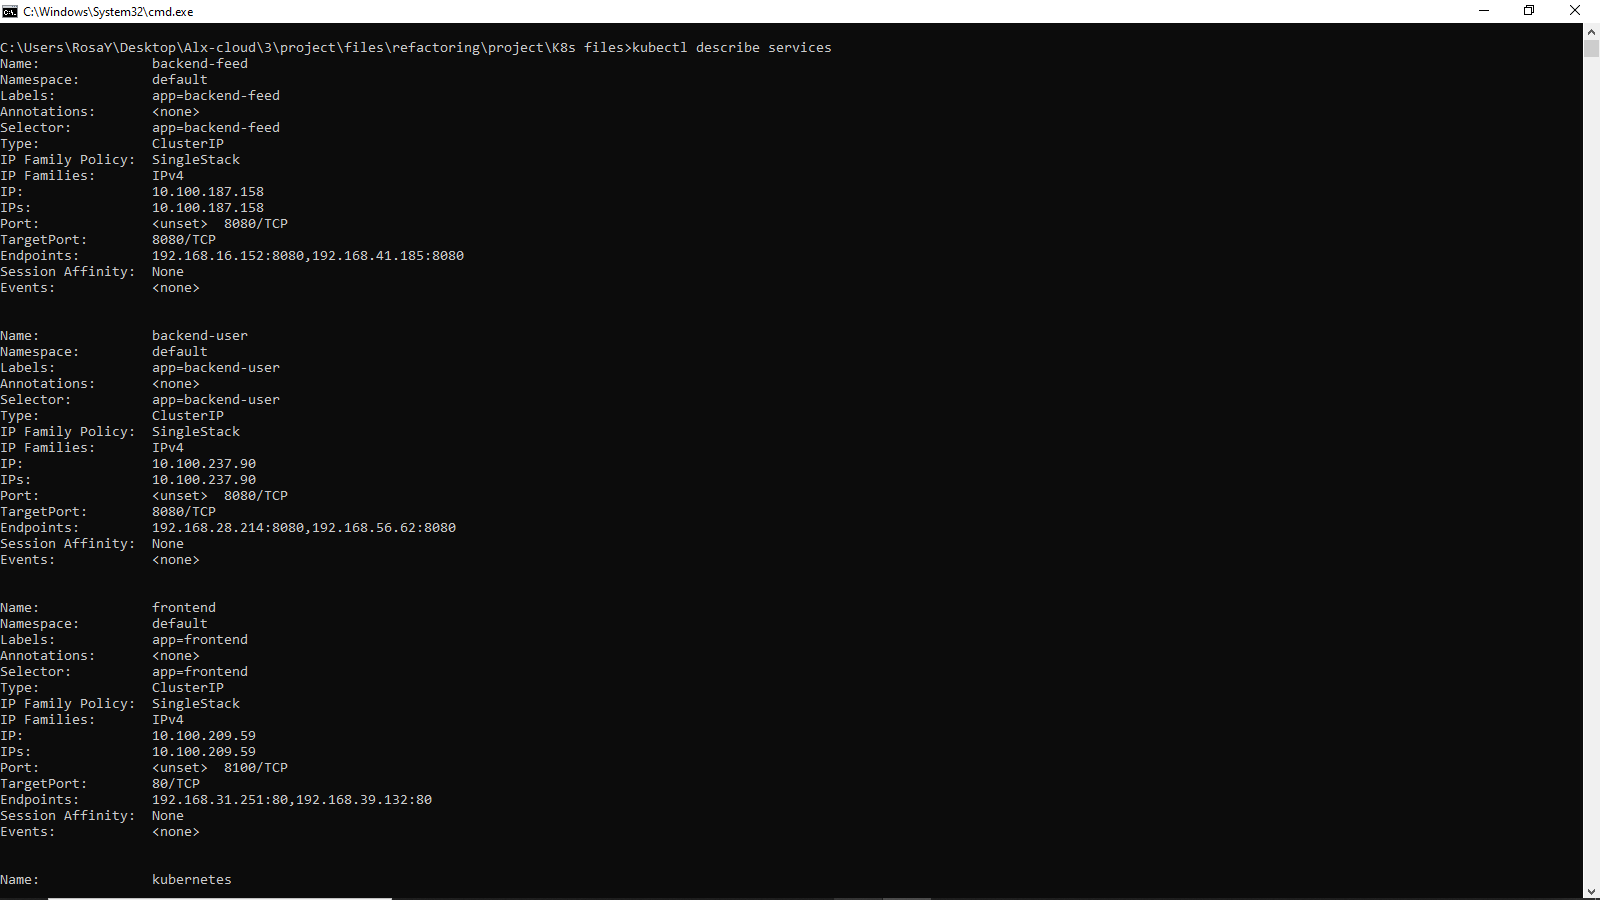 C:\Windows\System32\cmd.exe
C:\Users\RosaY\Desktop\Alx-cloud\3\project\files\refactoring\project\K8s files>kubectl describe services
Name:              backend-feed
Namespace:         default
Labels:            app=backend-feed
Annotations:       <none>
Selector:          app=backend-feed
Type:              ClusterIP
IP Family Policy:  SingleStack
IP Families:       IPv4
IP:                10.100.187.158
IPs:               10.100.187.158
Port:              <unset>  8080/TCP
TargetPort:        8080/TCP
Endpoints:         192.168.16.152:8080,192.168.41.185:8080
Session Affinity:  None
Events:            <none>
Name:              backend-user
Namespace:         default
Labels:            app=backend-user
Annotations:       <none>
Selector:          app=backend-user
Type:              ClusterIP
IP Family Policy:  SingleStack
IP Families:       IPv4
IP:                10.100.237.90
IPs:               10.100.237.90
Port:              <unset>  8080/TCP
TargetPort:        8080/TCP
Endpoints:         192.168.28.214:8080,192.168.56.62:8080
Session Affinity:  None
Events:            <none>
Name:              frontend
Namespace:         default
Labels:            app=frontend
Annotations:       <none>
Selector:          app=frontend
Type:              ClusterIP
IP Family Policy:  SingleStack
IP Families:       IPv4
IP:                10.100.209.59
IPs:               10.100.209.59
Port:              <unset>  8100/TCP
TargetPort:        80/TCP
Endpoints:         192.168.31.251:80,192.168.39.132:80
Session Affinity:  None
Events:            <none>
Name:              kubernetes